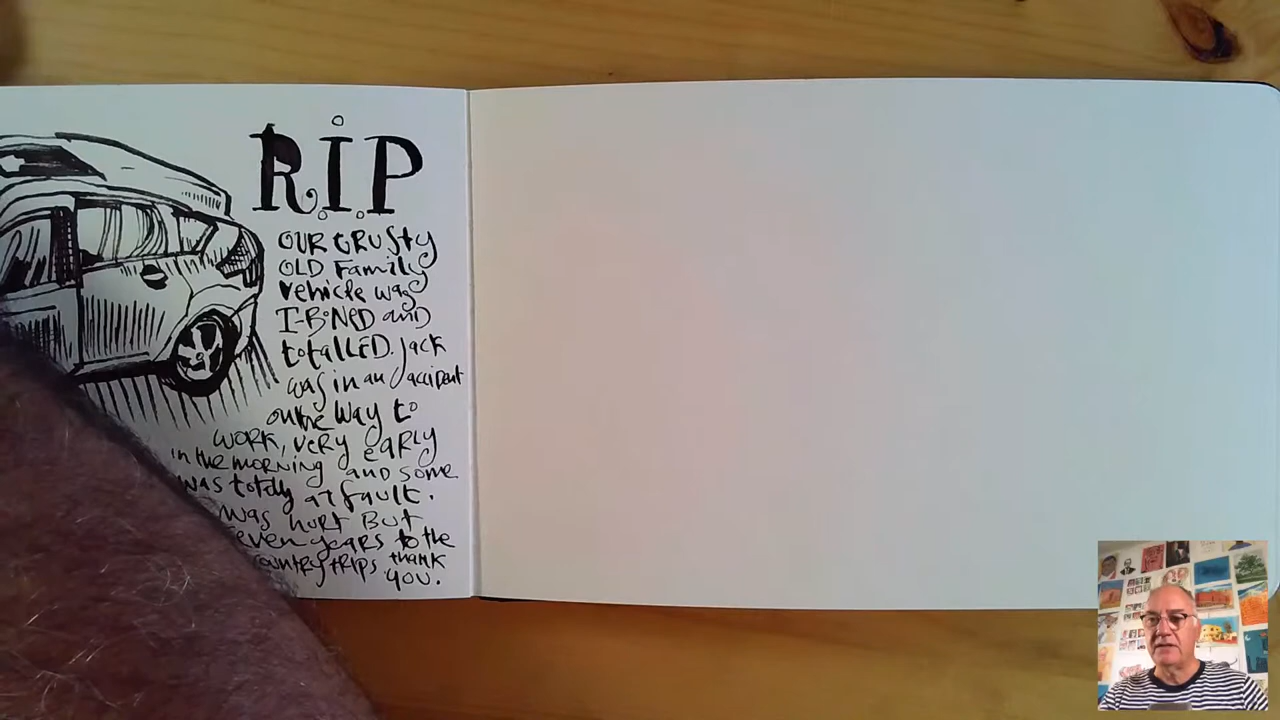 R.I.P
OUR TRUSTY
OLD Family
vehicle was
T-BONED and
totalLED. Jack
was in an accident
on the way to
WORK, very EARLY
in the morning and some
was totally at fault.
was hurt But
seven years to the
country trips thank
you.